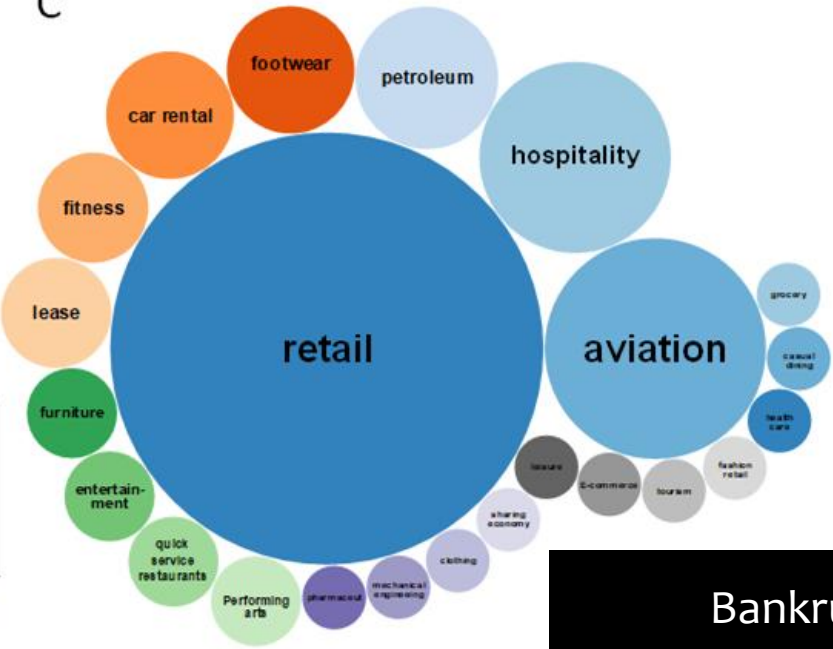 C
footwear
petroleum
car rental
hospitality
fitness
lease
retail
aviation
grocery
casual
dining
health
care
furniture
fashion
retail
leisure
E-commerce
tourism
entertain-
ment
sharing
economy
quick
service
restaurants
clothing
Performing
arts
pharmaceut
mechanical
engineering
Bankru